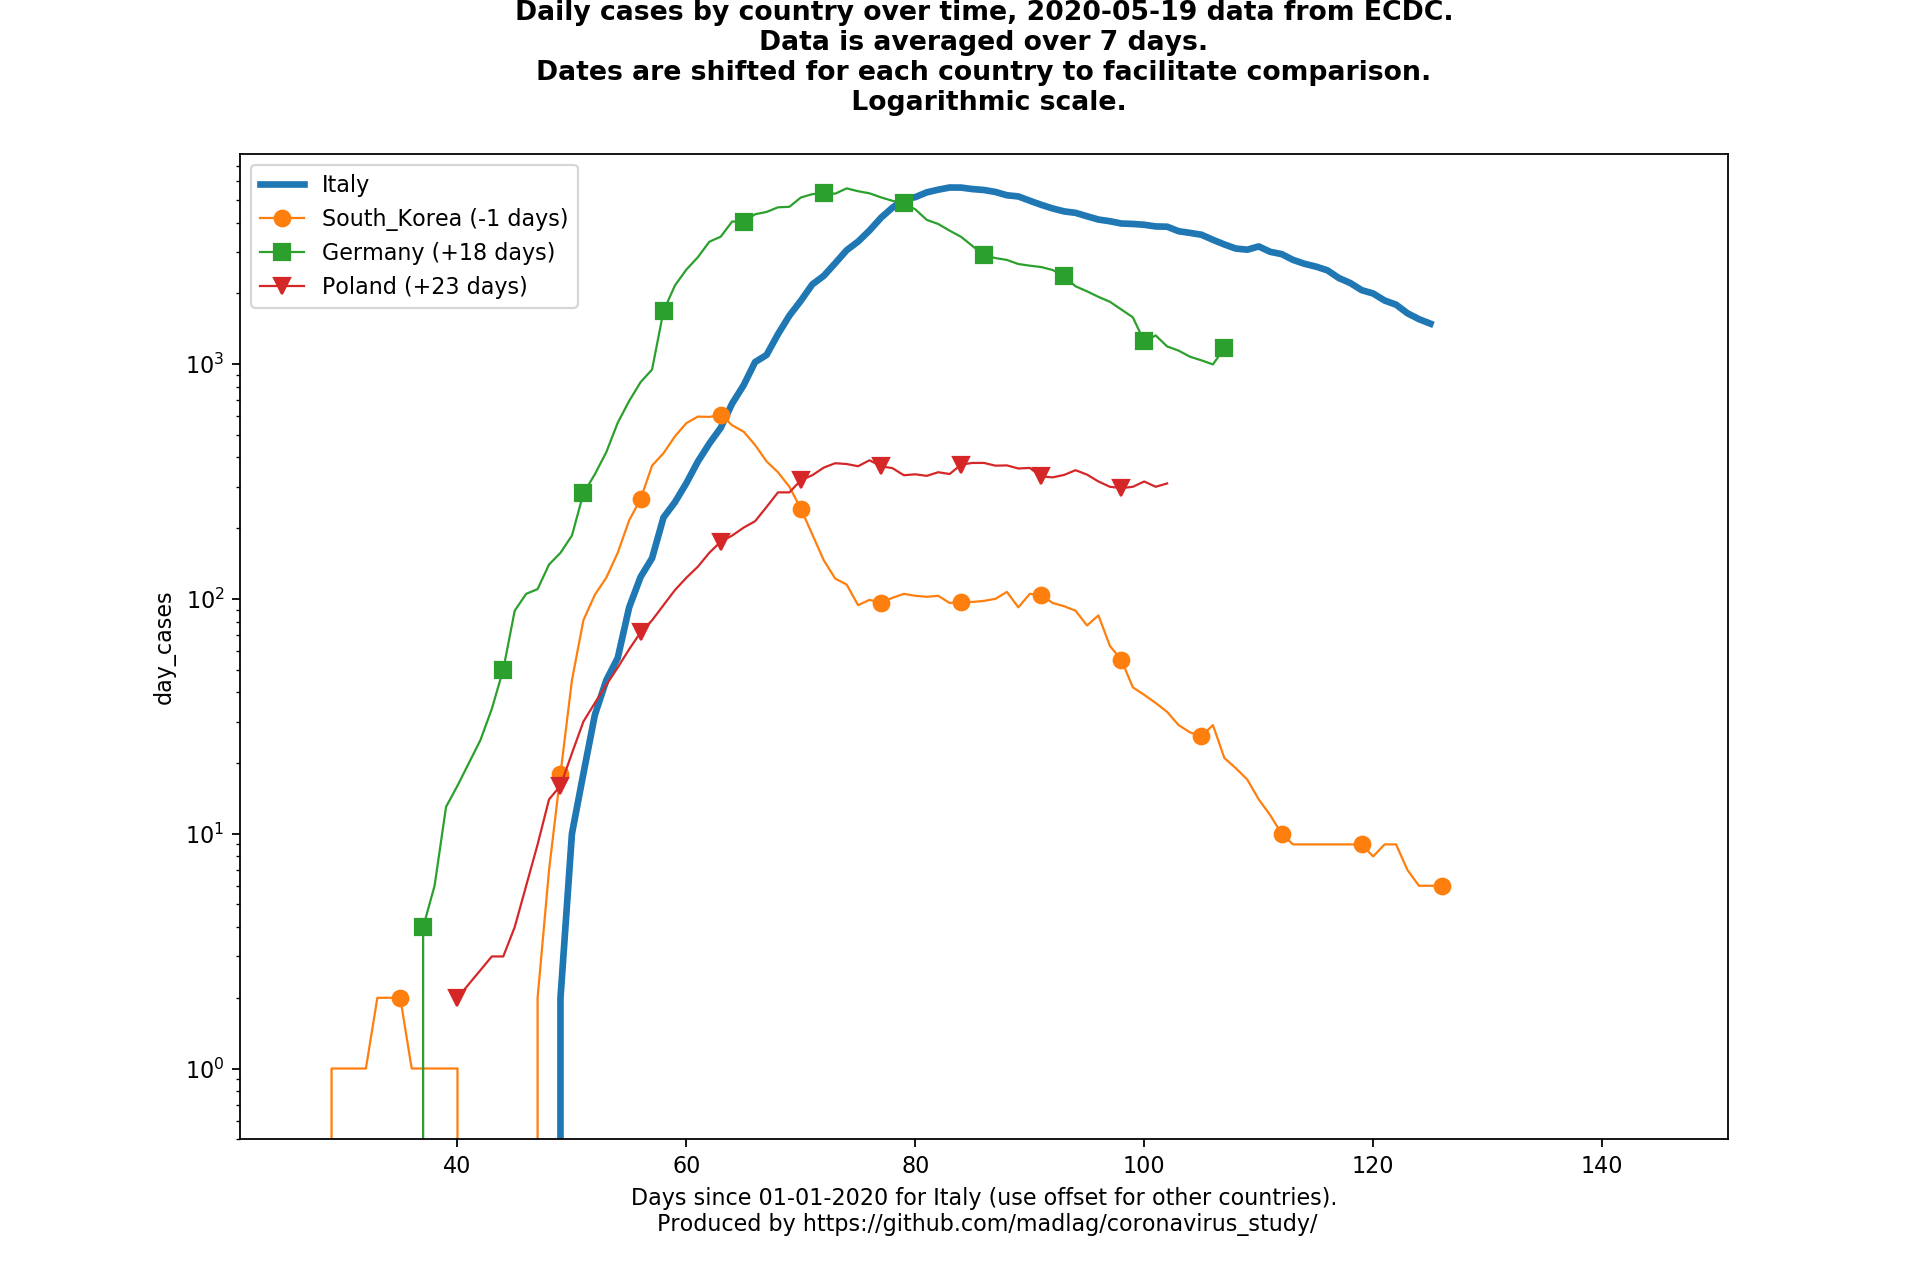 Daily cases by country over time, 2020-05-19 data from ECDC.
Data is averaged over 7 days.
Dates are shifted for each country to facilitate comparison.
Logarithmic scale.
Italy
South_Korea (-1 days)
Germany (+18 days)
Poland (+23 days)
day_cases
10³
10²
10¹
10⁰
40 60 80 100 120 140
Days since 01-01-2020 for Italy (use offset for other countries).
Produced by https://github.com/madlag/coronavirus_study/